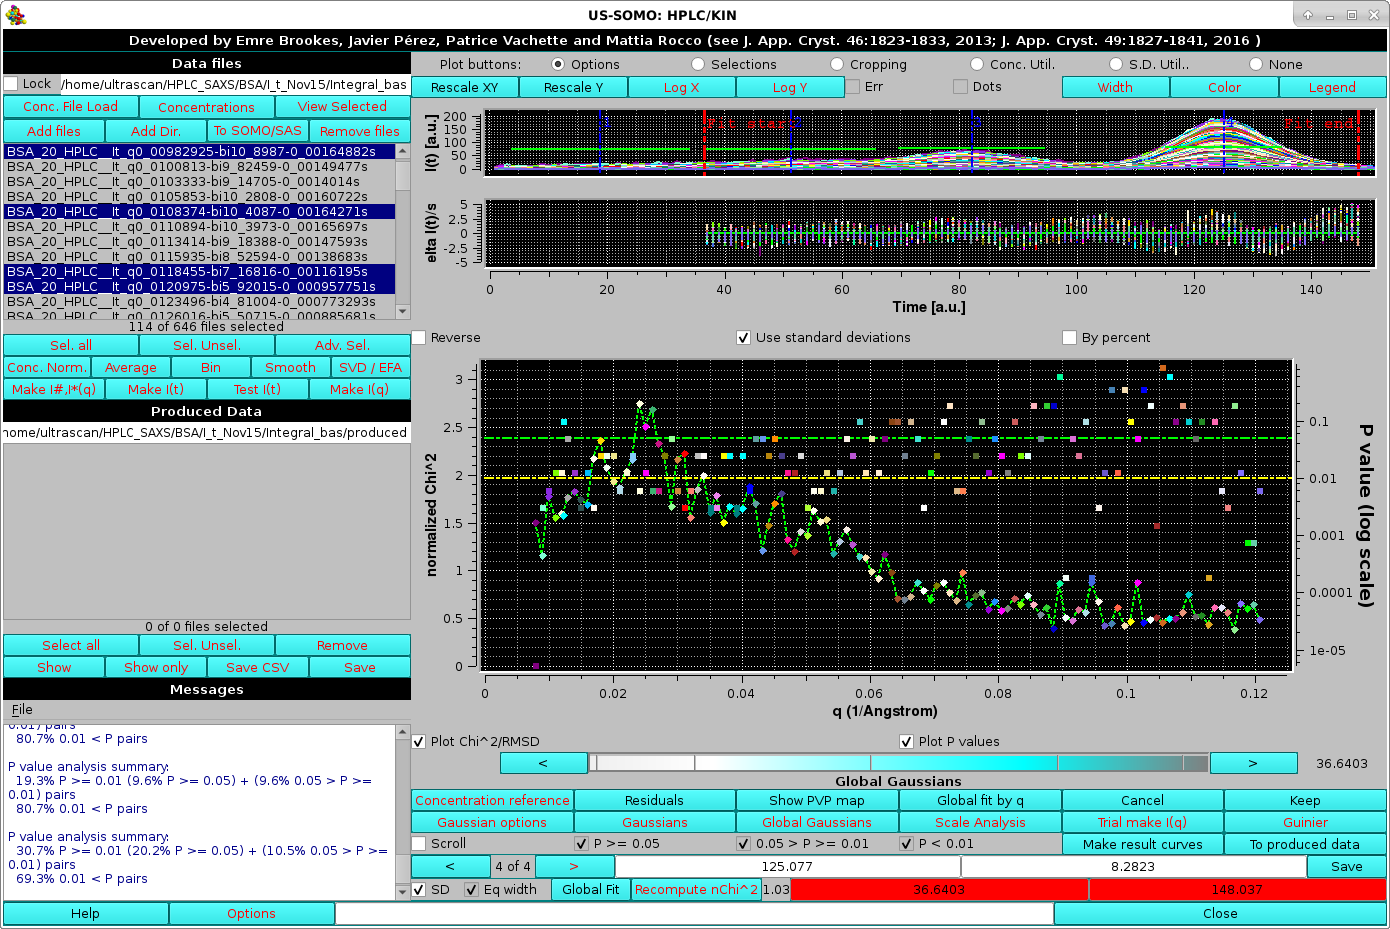 US-SOMO: HPLC/KIN
Developed by Emre Brookes, Javier Pérez, Patrice Vachette and Mattia Rocco (see J. App. Cryst. 46:1823-1833, 2013; J. App. Cryst. 49:1827-1841, 2016 )
Data files
Lock /home/ultrascan/HPLC_SAXS/BSA/I_t_Nov15/Integral_bas
Conc. File Load Concentrations View Selected
Add files Add Dir. To SOMO/SAS Remove files
BSA_20_HPLC__It_q0_00982925-bi10_8987-0_00164882s
BSA_20_HPLC__It_q0_0100813-bi9_82459-0_00149477s
BSA_20_HPLC__It_q0_0103333-bi9_14705-0_0014014s
BSA_20_HPLC__It_q0_0105853-bi10_2808-0_00160722s
BSA_20_HPLC__It_q0_0108374-bi10_4087-0_00164271s
BSA_20_HPLC__It_q0_0110894-bi10_3973-0_00165697s
BSA_20_HPLC__It_q0_0113414-bi9_18388-0_00147593s
BSA_20_HPLC__It_q0_0115935-bi8_52594-0_00138683s
BSA_20_HPLC__It_q0_0118455-bi7_16816-0_00116195s
BSA_20_HPLC__It_q0_0120975-bi5_92015-0_000957751s
BSA_20_HPLC__It_q0_0123496-bi4_81004-0_000773293s
BSA_20_HPLC__It_q0_0126016-bi5_50715-0_000885681s
114 of 646 files selected
Sel. all Sel. Unsel. Adv. Sel.
Conc. Norm. Average Bin Smooth SVD / EFA
Make I#,I*(q) Make I(t) Test I(t) Make I(q)
Produced Data
home/ultrascan/HPLC_SAXS/BSA/I_t_Nov15/Integral_bas/produced
0 of 0 files selected
Select all Sel. Unsel. Remove
Show Show only Save CSV Save
Messages
File
0.01) pairs
80.7% 0.01 < P pairs
P value analysis summary:
19.3% P >= 0.01 (9.6% P >= 0.05) + (9.6% 0.05 > P >=
0.01) pairs
80.7% 0.01 < P pairs
P value analysis summary:
30.7% P >= 0.01 (20.2% P >= 0.05) + (10.5% 0.05 > P >=
0.01) pairs
69.3% 0.01 < P pairs
Help Options
Plot buttons: Options Selections Cropping Conc. Util. S.D. Util.. None
Rescale XY Rescale Y Log X Log Y Err Dots Width Color Legend
I(t) [a.u.]
200
150
100
50
0
Fit start
Fit end
elta I(t)/s
5
2.5
0
-2.5
-5
0 20 40 60 80 100 120 140
Time [a.u.]
Reverse Use standard deviations By percent
normalized Chi^2
3
2.5
2
1.5
1
0.5
0
0.1
0.01
0.001
0.0001
1e-05
P value (log scale)
0 0.02 0.04 0.06 0.08 0.1 0.12
q (1/Angstrom)
Plot Chi^2/RMSD Plot P values
< > 36.6403
Global Gaussians
Concentration reference Residuals Show PVP map Global fit by q Cancel Keep
Gaussian options Gaussians Global Gaussians Scale Analysis Trial make I(q) Guinier
Scroll P >= 0.05 0.05 > P >= 0.01 P < 0.01 Make result curves To produced data
< 4 of 4 > 125.077 8.2823 Save
SD Eq width Global Fit Recompute nChi^2 1.03 36.6403 148.037
Close